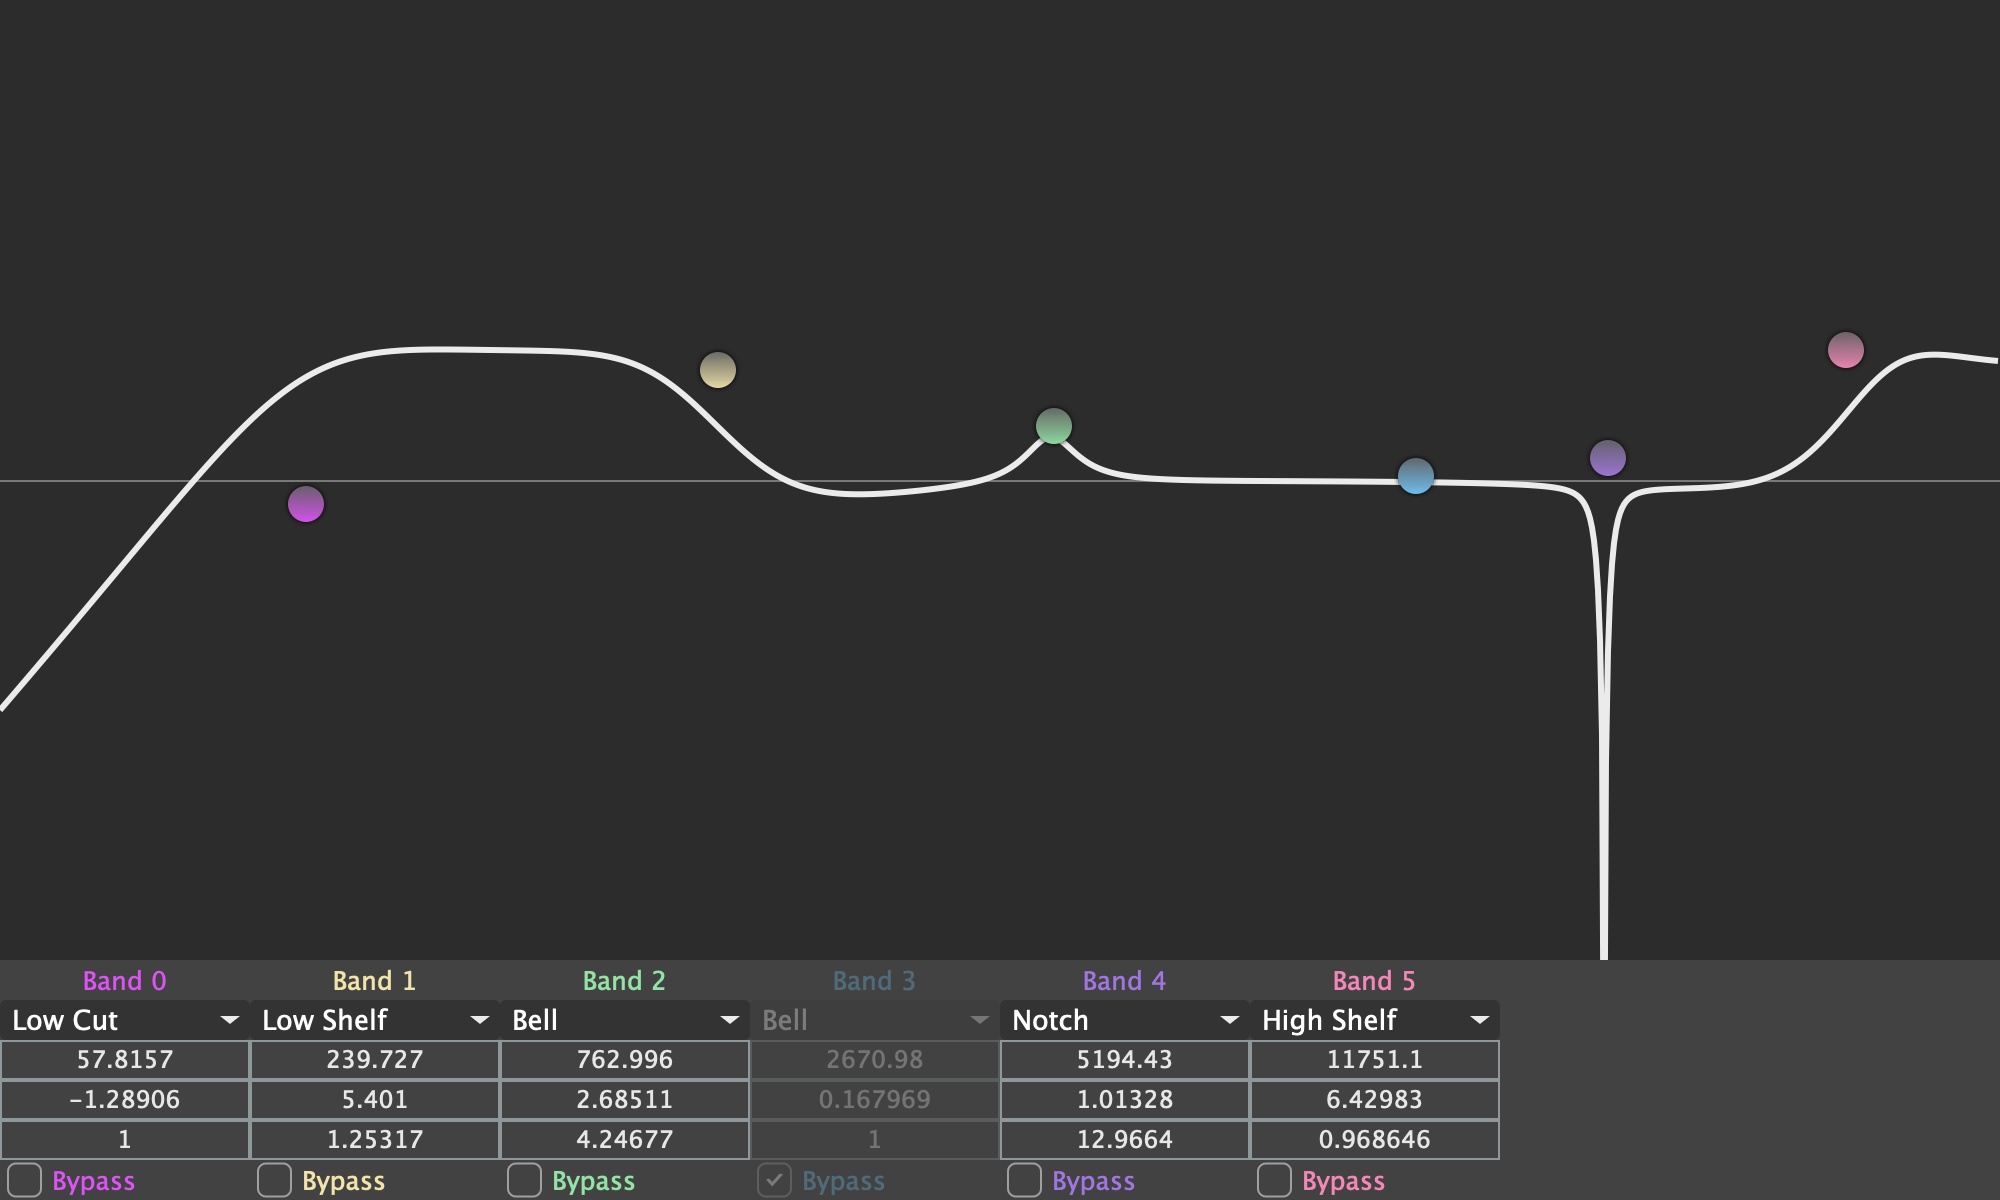 Band 0 Band 1 Band 2 Band 3 Band 4 Band 5
Low Cut Low Shelf Bell Bell Notch High Shelf
57.8157 239.727 762.996 2670.98 5194.43 11751.1
-1.28906 5.401 2.68511 0.167969 1.01328 6.42983
1 1.25317 4.24677 1 12.9664 0.968646
Bypass Bypass Bypass Bypass Bypass Bypass